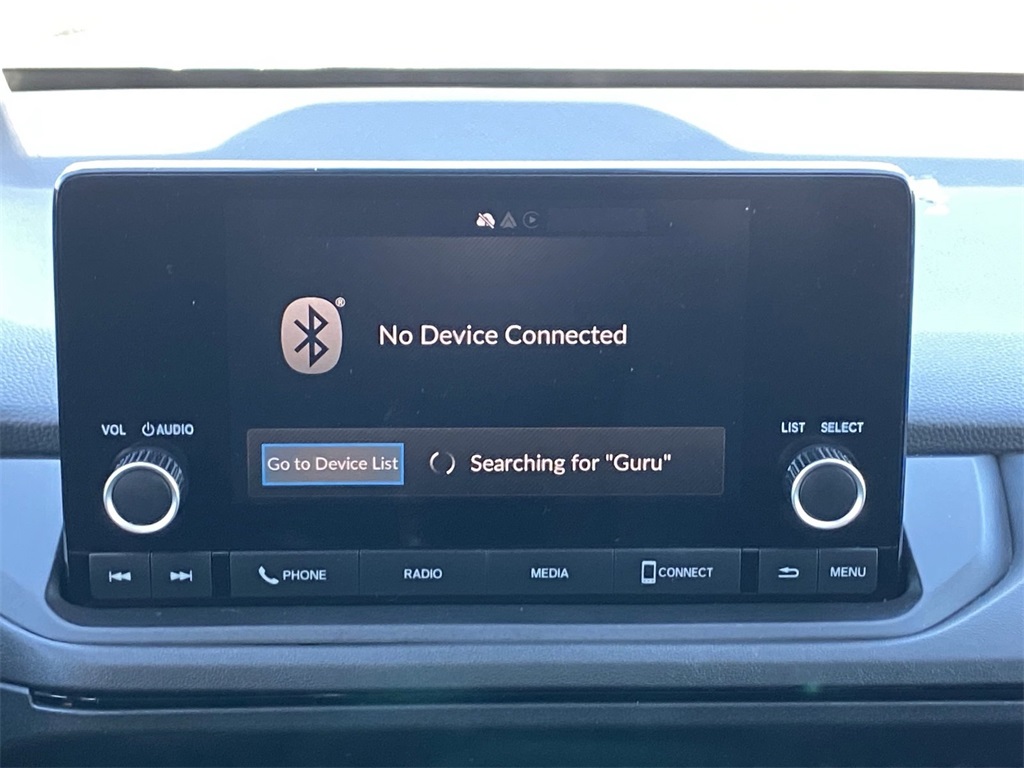 ®
No Device Connected
VOL AUDIO
LIST SELECT
Go to Device List
Searching for "Guru"
PHONE
RADIO
MEDIA
CONNECT
MENU